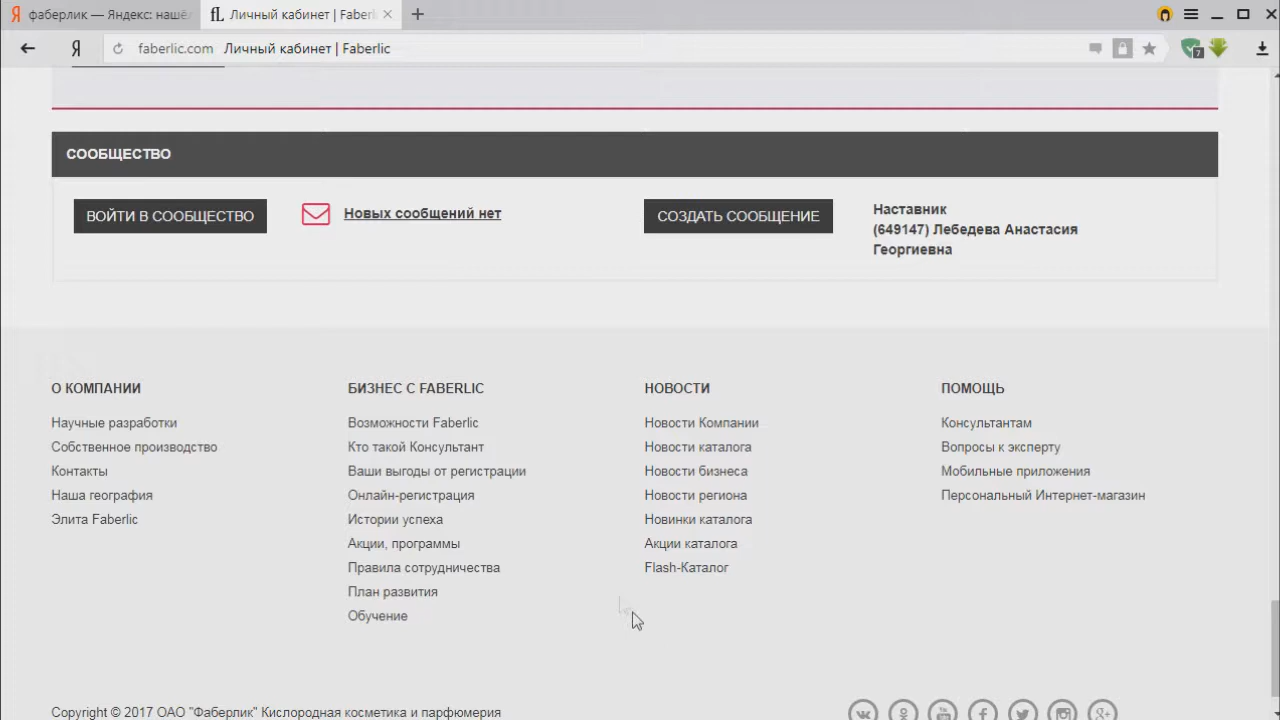 фаберлик — Яндекс: нашё
Личный кабинет | Faberl
faberlic.com Личный кабинет | Faberlic
7
СООБЩЕСТВО
ВОЙТИ В СООБЩЕСТВО
Новых сообщений нет
СОЗДАТЬ СООБЩЕНИЕ
Наставник
(649147) Лебедева Анастасия
Георгиевна
О КОМПАНИИ
Научные разработки
Собственное производство
Контакты
Наша география
Элита Faberlic
БИЗНЕС С FABERLIC
Возможности Faberlic
Кто такой Консультант
Ваши выгоды от регистрации
Онлайн-регистрация
Истории успеха
Акции, программы
Правила сотрудничества
План развития
Обучение
НОВОСТИ
Новости Компании
Новости каталога
Новости бизнеса
Новости региона
Новинки каталога
Акции каталога
Flash-Каталог
ПОМОЩЬ
Консультантам
Вопросы к эксперту
Мобильные приложения
Персональный Интернет-магазин
Copyright © 2017 ОАО "Фаберлик" Кислородная косметика и парфюмерия